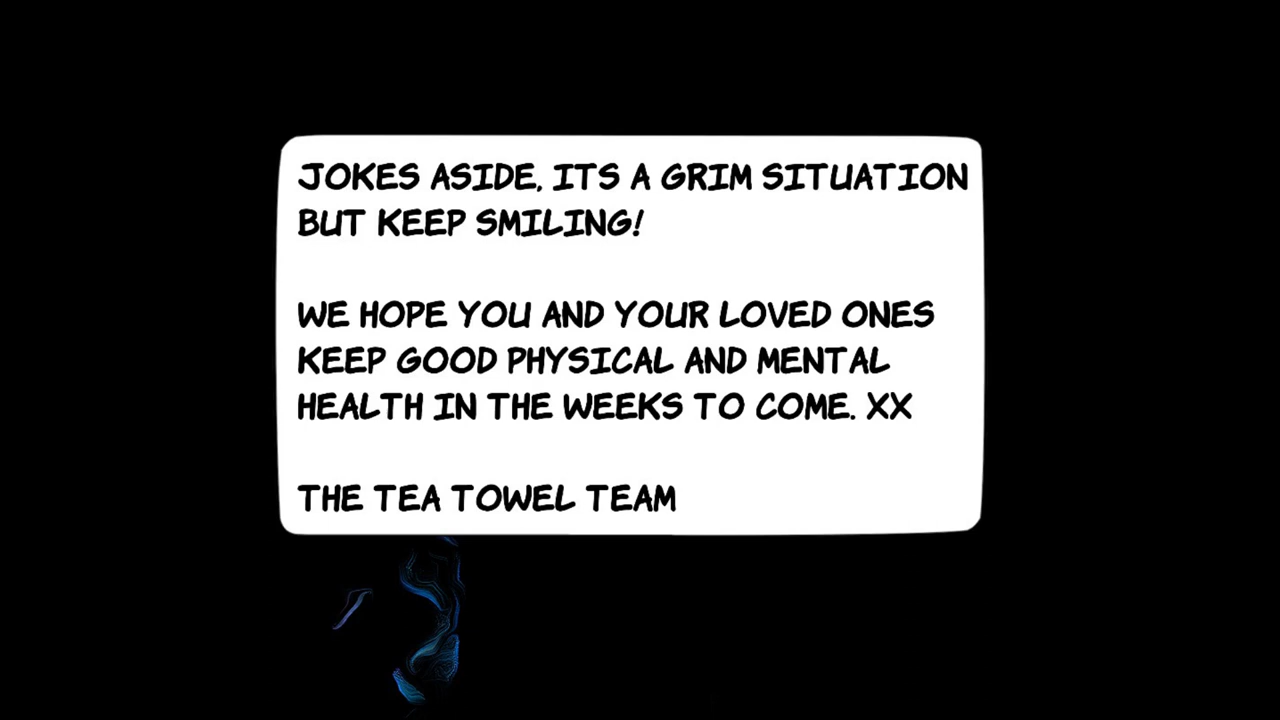 JOKES ASIDE, ITS A GRIM SITUATION
BUT KEEP SMILING!
WE HOPE YOU AND YOUR LOVED ONES
KEEP GOOD PHYSICAL AND MENTAL
HEALTH IN THE WEEKS TO COME. XX
THE TEA TOWEL TEAM